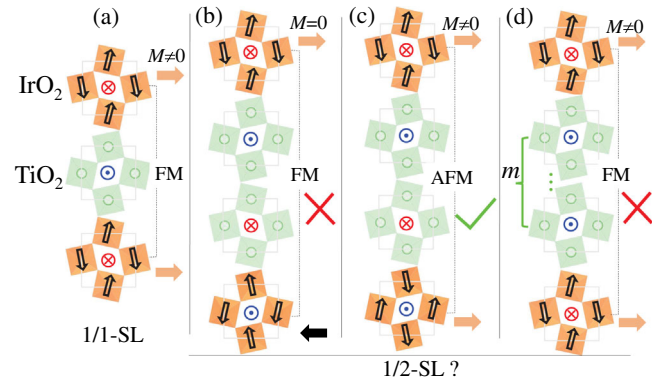 (a)
(b)
(c)
(d)
M≠0
M=0
M≠0
M≠0
IrO₂
TiO₂
FM
FM
AFM
m
FM
1/1-SL
1/2-SL ?